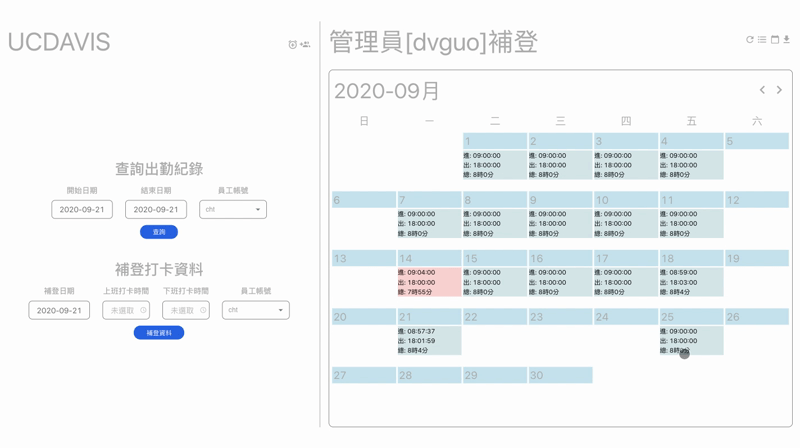 UCDAVIS
查詢出勤紀錄
開始日期 結束日期 員工帳號
2020-09-21 2020-09-21 cht
查詢
補登打卡資料
補登日期 上班打卡時間 下班打卡時間 員工帳號
2020-09-21 未選取 未選取 cht
補登資料
管理員[dvguo]補登
2020-09月
日 一 二 三 四 五 六
1 2 3 4 5
進: 09:00:00 進: 09:00:00 進: 09:00:00 進: 09:00:00
出: 18:00:00 出: 18:00:00 出: 18:00:00 出: 18:00:00
總: 8時0分 總: 8時0分 總: 8時0分 總: 8時0分
6 7 8 9 10 11 12
進: 09:00:00 進: 09:00:00 進: 09:00:00 進: 09:00:00 進: 09:00:00
出: 18:00:00 出: 18:00:00 出: 18:00:00 出: 18:00:00 出: 18:00:00
總: 8時0分 總: 8時0分 總: 8時0分 總: 8時0分 總: 8時0分
13 14 15 16 17 18 19
進: 09:04:00 進: 09:00:00 進: 09:00:00 進: 09:00:00 進: 08:59:00
出: 18:00:00 出: 18:00:00 出: 18:00:00 出: 18:00:00 出: 18:03:00
總: 7時55分 總: 8時0分 總: 8時0分 總: 8時0分 總: 8時4分
20 21 22 23 24 25 26
進: 08:57:37 進: 09:00:00
出: 18:01:59 出: 18:00:00
總: 8時4分 總: 8時0分
27 28 29 30